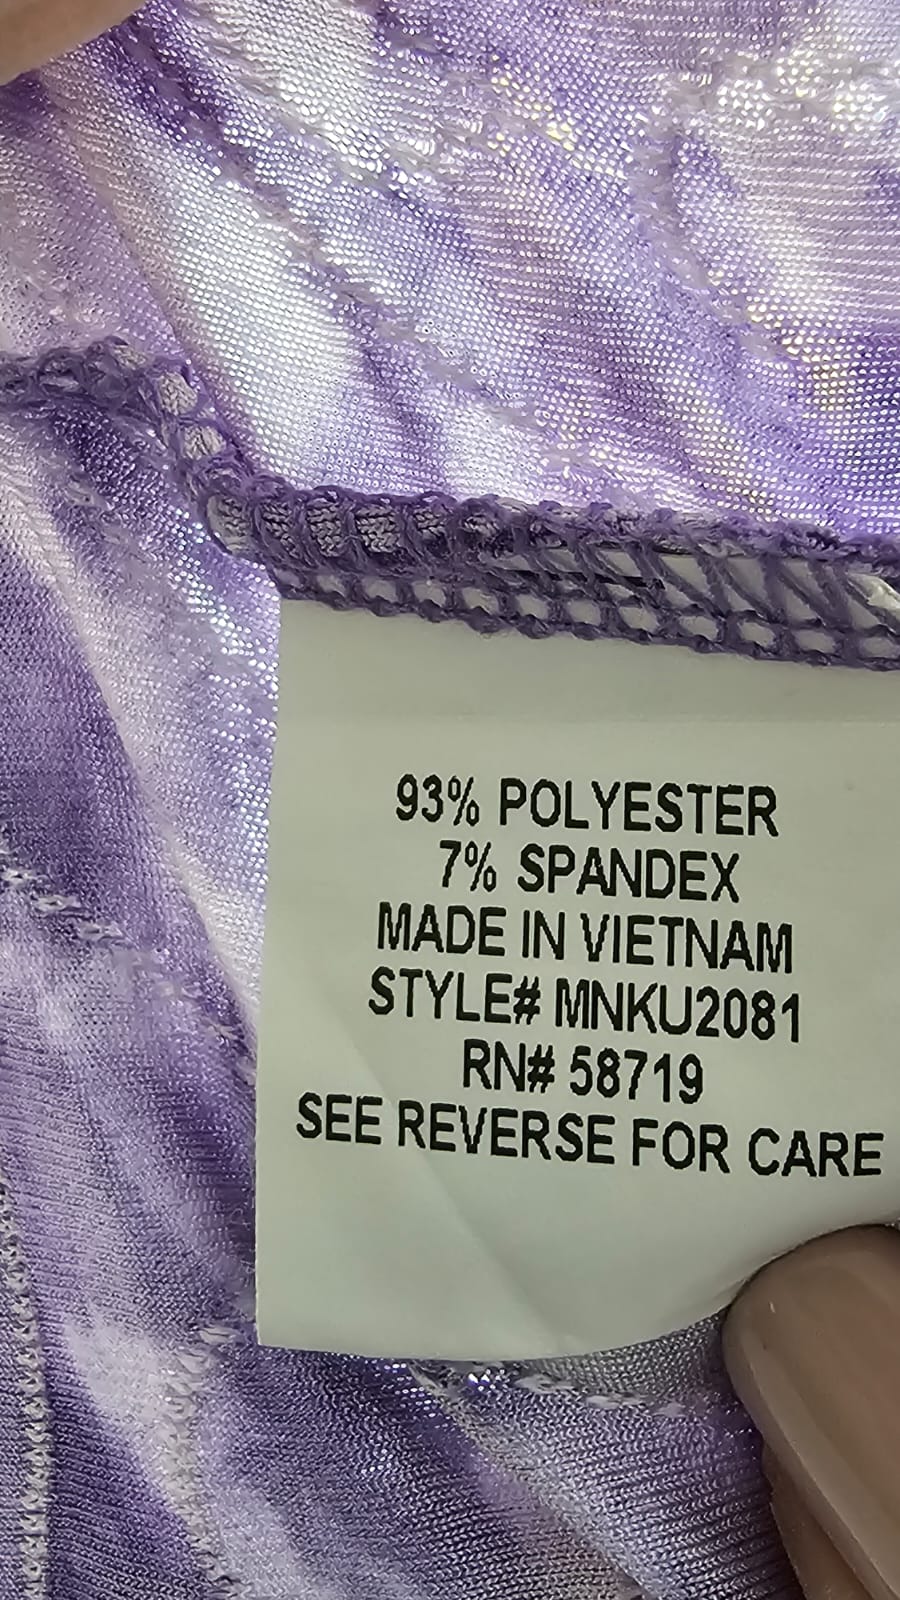 93% POLYESTER
7% SPANDEX
MADE IN VIETNAM
STYLE# MNKU2081
RN# 58719
SEE REVERSE FOR CARE